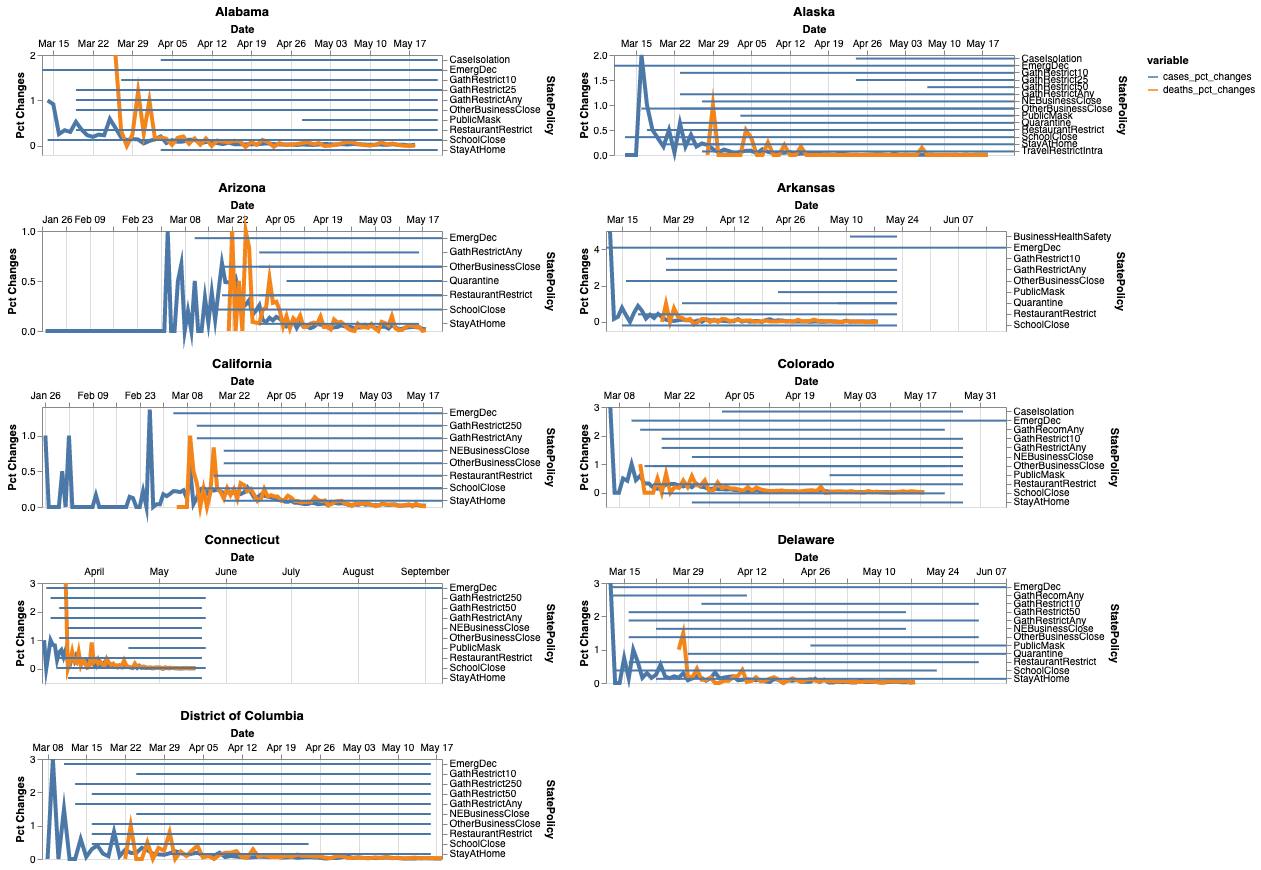 Alabama
Date
Mar 15 Mar 22 Mar 29 Apr 05 Apr 12 Apr 19 Apr 26 May 03 May 10 May 17
Pct Changes
2
1
0
CaseIsolation
EmergDec
GathRestrict10
GathRestrict25
GathRestrictAny
OtherBusinessClose
PublicMask
RestaurantRestrict
SchoolClose
StayAtHome
StatePolicy
Alaska
Date
Mar 15 Mar 22 Mar 29 Apr 05 Apr 12 Apr 19 Apr 26 May 03 May 10 May 17
Pct Changes
2.0
1.5
1.0
0.5
0.0
CaseIsolation
EmergDec
GathRestrict10
GathRestrict25
GathRestrict50
GathRestrictAny
NEBusinessClose
OtherBusinessClose
PublicMask
Quarantine
RestaurantRestrict
SchoolClose
StayAtHome
TravelRestrictIntra
StatePolicy
variable
cases_pct_changes
deaths_pct_changes
Arizona
Date
Jan 26 Feb 09 Feb 23 Mar 08 Mar 22 Apr 05 Apr 19 May 03 May 17
Pct Changes
1.0
0.5
0.0
EmergDec
GathRestrictAny
OtherBusinessClose
Quarantine
RestaurantRestrict
SchoolClose
StayAtHome
StatePolicy
Arkansas
Date
Mar 15 Mar 29 Apr 12 Apr 26 May 10 May 24 Jun 07
Pct Changes
4
2
0
BusinessHealthSafety
EmergDec
GathRestrict10
GathRestrictAny
OtherBusinessClose
PublicMask
Quarantine
RestaurantRestrict
SchoolClose
StatePolicy
California
Date
Jan 26 Feb 09 Feb 23 Mar 08 Mar 22 Apr 05 Apr 19 May 03 May 17
Pct Changes
1.0
0.5
0.0
EmergDec
GathRestrict250
GathRestrictAny
NEBusinessClose
OtherBusinessClose
RestaurantRestrict
SchoolClose
StayAtHome
StatePolicy
Colorado
Date
Mar 08 Mar 22 Apr 05 Apr 19 May 03 May 17 May 31
Pct Changes
3
2
1
0
CaseIsolation
EmergDec
GathRecomAny
GathRestrict10
GathRestrictAny
NEBusinessClose
OtherBusinessClose
PublicMask
RestaurantRestrict
SchoolClose
StayAtHome
StatePolicy
Connecticut
Date
April May June July August September
Pct Changes
3
2
1
0
EmergDec
GathRestrict250
GathRestrict50
GathRestrictAny
NEBusinessClose
OtherBusinessClose
PublicMask
RestaurantRestrict
SchoolClose
StayAtHome
StatePolicy
Delaware
Date
Mar 15 Mar 29 Apr 12 Apr 26 May 10 May 24 Jun 07
Pct Changes
3
2
1
0
EmergDec
GathRecomAny
GathRestrict10
GathRestrict50
GathRestrictAny
NEBusinessClose
OtherBusinessClose
PublicMask
Quarantine
RestaurantRestrict
SchoolClose
StayAtHome
StatePolicy
District of Columbia
Date
Mar 08 Mar 15 Mar 22 Mar 29 Apr 05 Apr 12 Apr 19 Apr 26 May 03 May 10 May 17
Pct Changes
3
2
1
0
EmergDec
GathRestrict10
GathRestrict250
GathRestrict50
GathRestrictAny
NEBusinessClose
OtherBusinessClose
RestaurantRestrict
SchoolClose
StayAtHome
StatePolicy